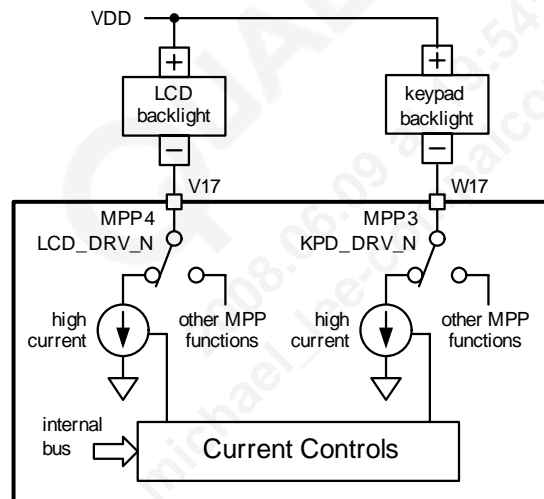 VDD
+
+
LCD
backlight
keypad
backlight
−
−
V17
W17
MPP4
LCD_DRV_N
MPP3
KPD_DRV_N
high
current
other MPP
functions
high
current
other MPP
functions
internal
bus
Current Controls